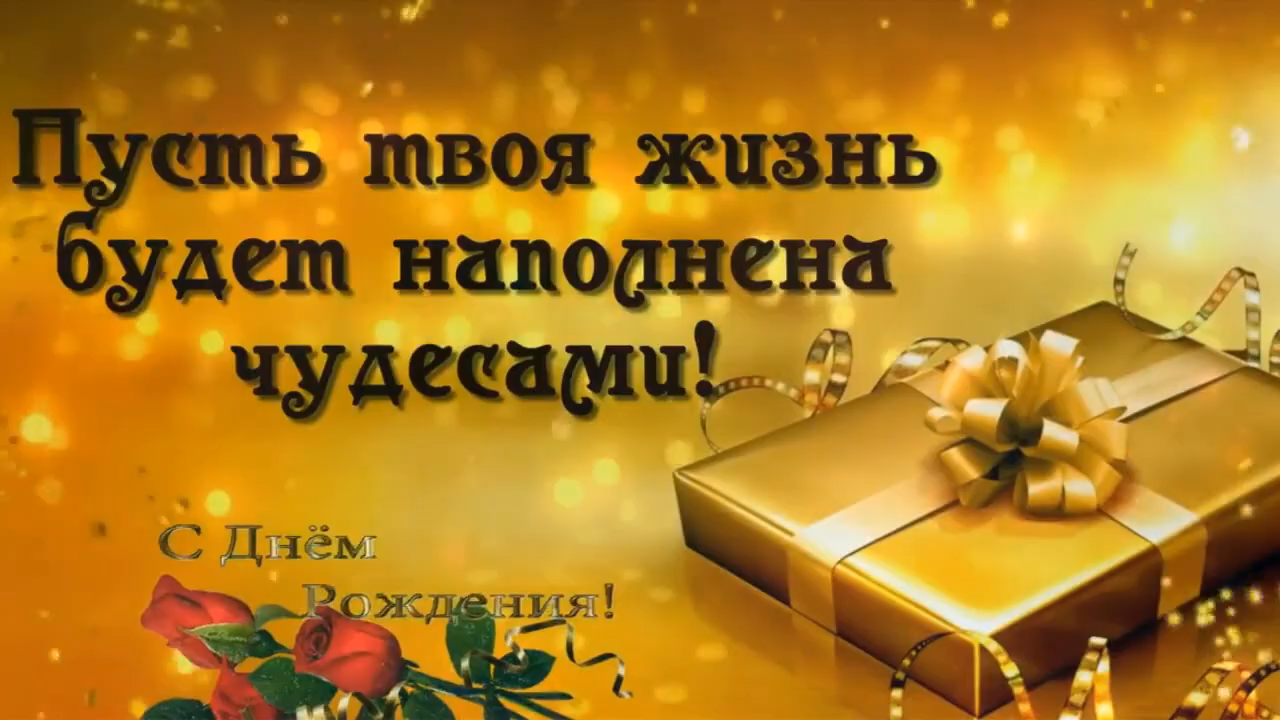 Пусть твоя жизнь
будет наполнена
чудесами!
С Днём
Рождения!